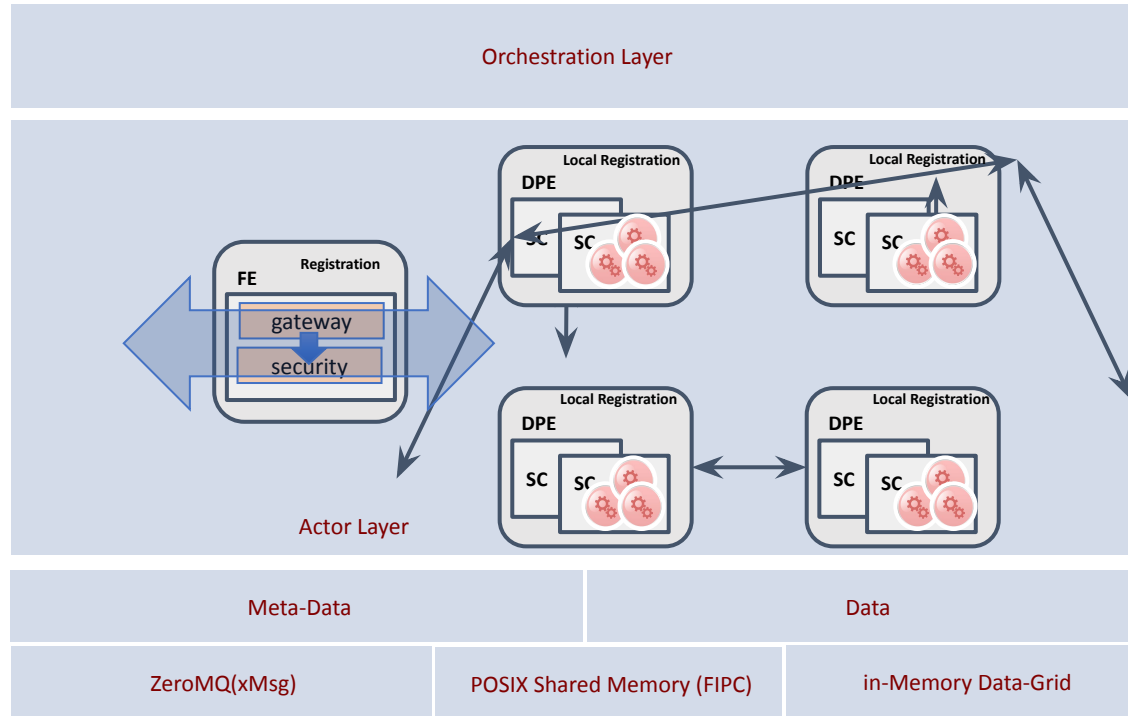 Orchestration Layer
Local Registration
DPE
SC
SC
Local Registration
DPE
SC
SC
Registration
FE
gateway
security
Local Registration
DPE
SC
SC
Local Registration
DPE
SC
SC
Actor Layer
Meta-Data
Data
ZeroMQ(xMsg)
POSIX Shared Memory (FIPC)
in-Memory Data-Grid